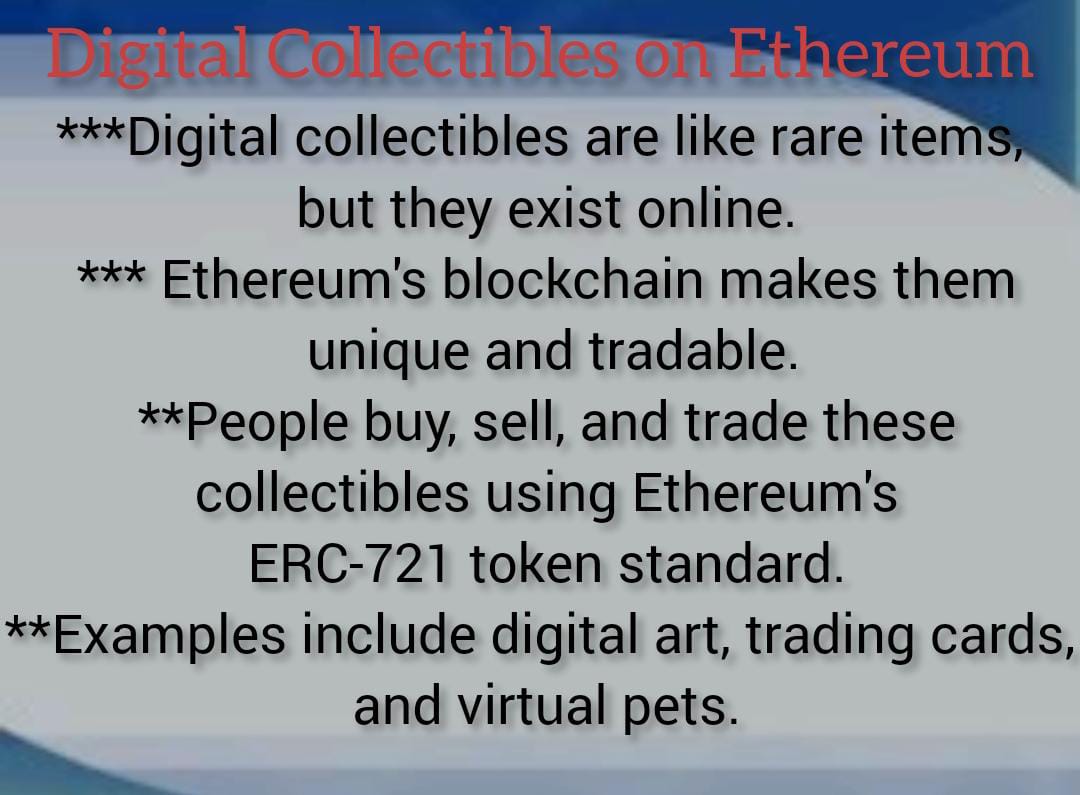 Digital Collectibles on Ethereum
***Digital collectibles are like rare items,
but they exist online.
*** Ethereum's blockchain makes them
unique and tradable.
**People buy, sell, and trade these
collectibles using Ethereum's
ERC-721 token standard.
**Examples include digital art, trading cards,
and virtual pets.